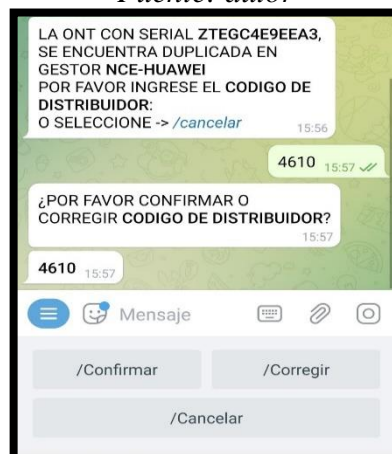 Fuente: autor
LA ONT CON SERIAL ZTEGC4E9EEA3,
SE ENCUENTRA DUPLICADA EN
GESTOR NCE-HUAWEI
POR FAVOR INGRESE EL CODIGO DE
DISTRIBUIDOR:
O SELECCIONE -> /cancelar
15:56
4610 15:57
¿POR FAVOR CONFIRMAR O
CORREGIR CODIGO DE DISTRIBUIDOR?
15:57
4610 15:57
Mensaje
/Confirmar /Corregir
/Cancelar